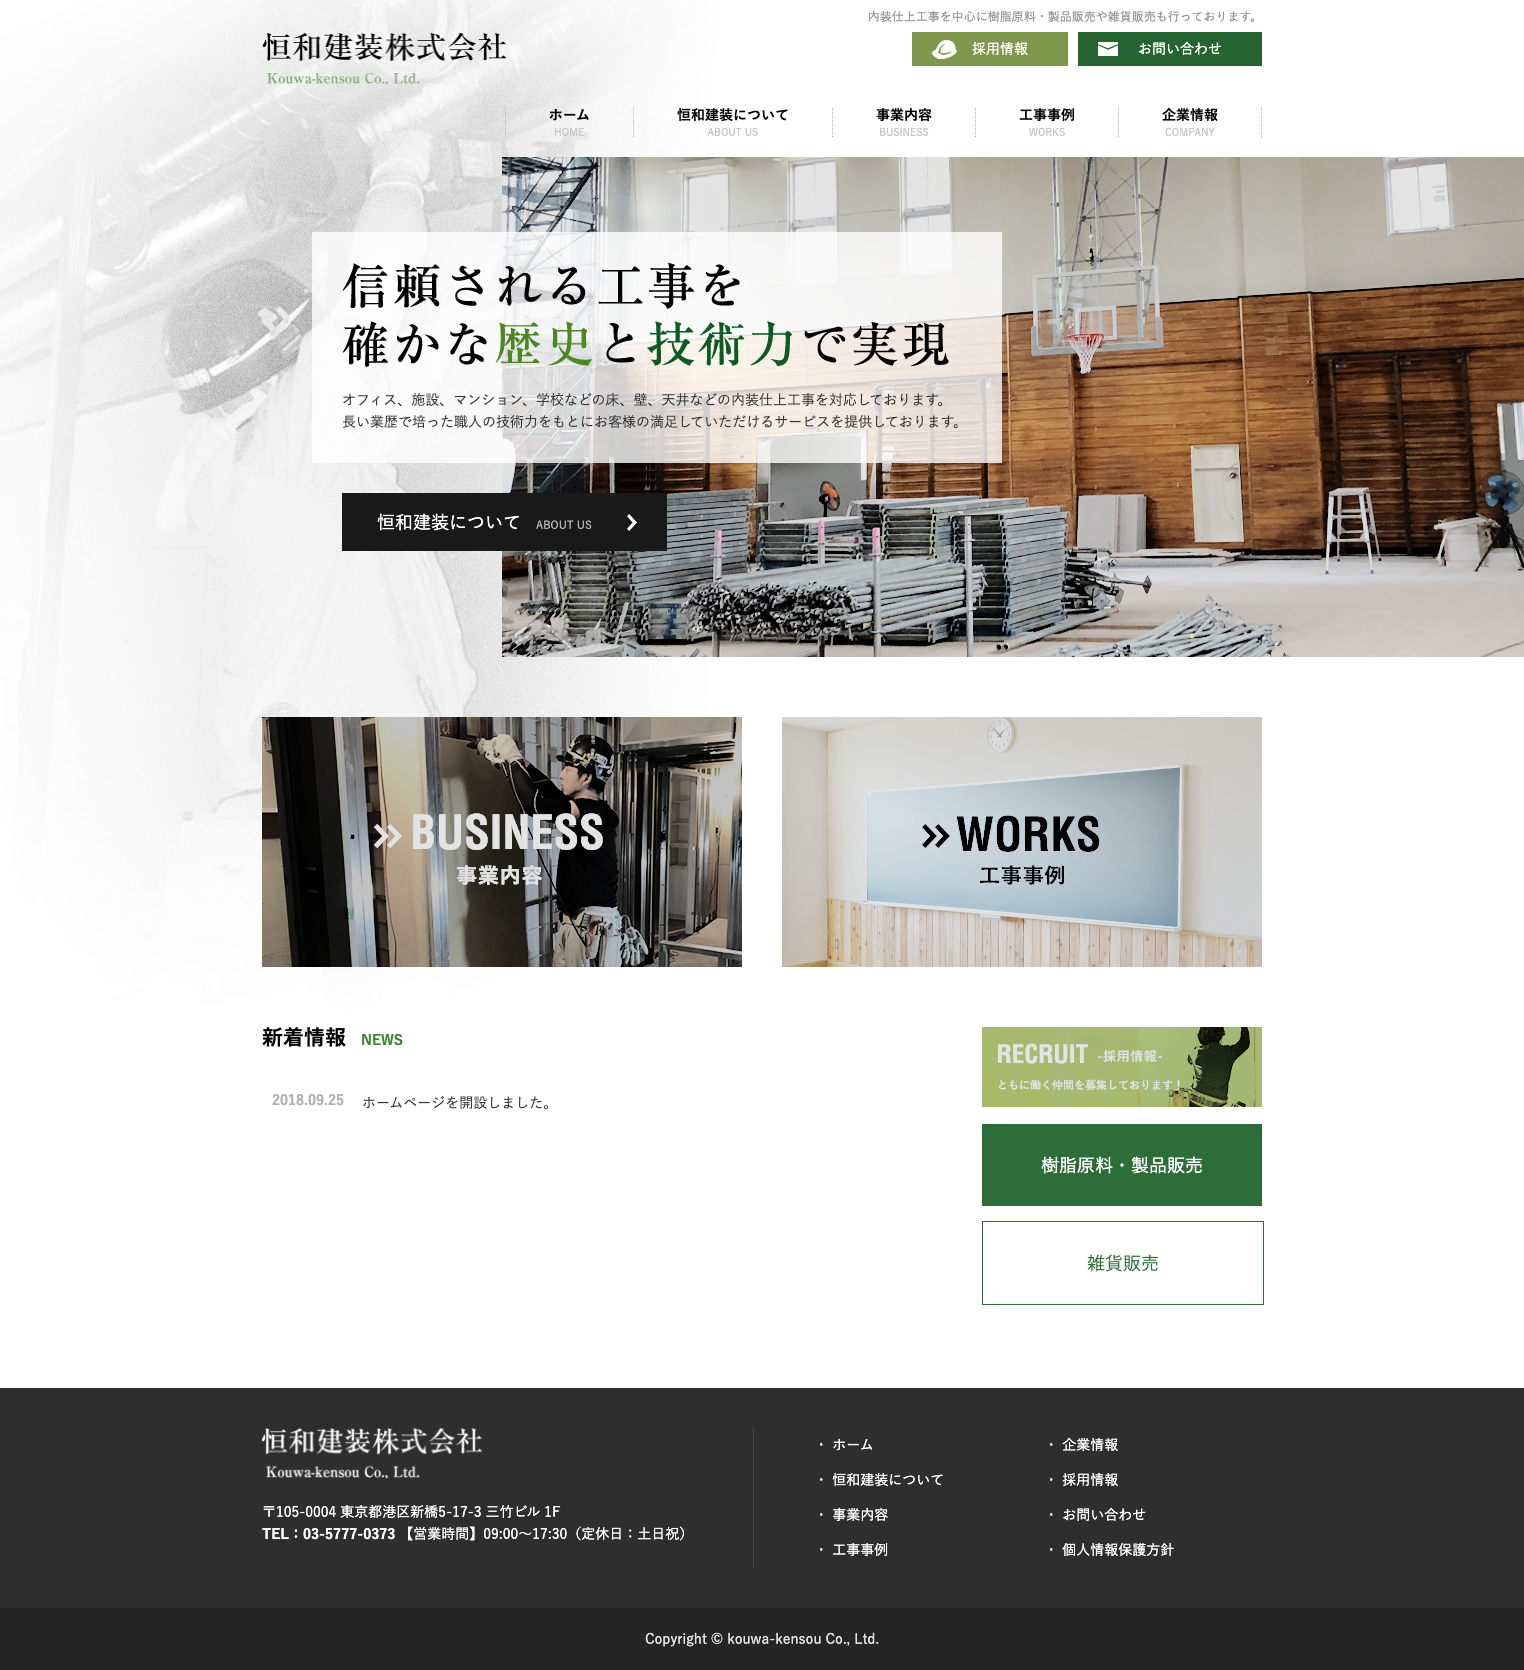 内装仕上工事を中心に樹脂原料・製品販売や雑貨販売も行っております。
恒和建装株式会社
Kouwa-kensou Co., Ltd.
採用情報
お問い合わせ
ホーム
HOME
恒和建装について
ABOUT US
事業内容
BUSINESS
工事事例
WORKS
企業情報
COMPANY
信頼される工事を
確かな歴史と技術力で実現
オフィス、施設、マンション、学校などの床、壁、天井などの内装仕上工事を対応しております。
長い業歴で培った職人の技術力をもとにお客様の満足していただけるサービスを提供しております。
恒和建装について ABOUT US
BUSINESS
事業内容
WORKS
工事事例
新着情報 NEWS
2018.09.25 ホームページを開設しました。
RECRUIT -採用情報-
ともに働く仲間を募集しております!
樹脂原料・製品販売
雑貨販売
恒和建装株式会社
Kouwa-kensou Co., Ltd.
〒105-0004 東京都港区新橋5-17-3 三竹ビル 1F
TEL：03-5777-0373 【営業時間】09:00〜17:30（定休日：土日祝）
・ ホーム
・ 恒和建装について
・ 事業内容
・ 工事事例
・ 企業情報
・ 採用情報
・ お問い合わせ
・ 個人情報保護方針
Copyright © kouwa-kensou Co., Ltd.